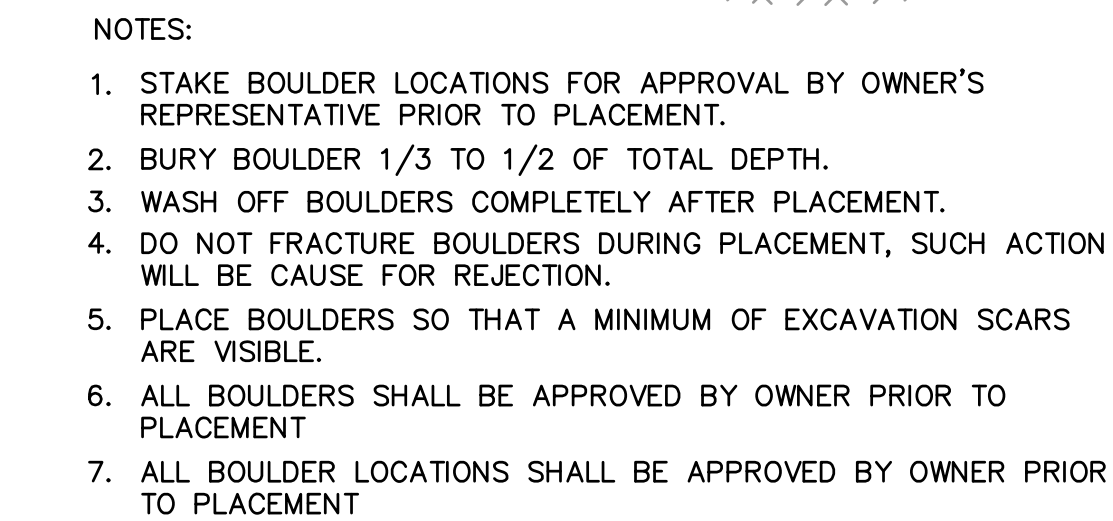 NOTES:
1. STAKE BOULDER LOCATIONS FOR APPROVAL BY OWNER'S
REPRESENTATIVE PRIOR TO PLACEMENT.
2. BURY BOULDER 1/3 TO 1/2 OF TOTAL DEPTH.
3. WASH OFF BOULDERS COMPLETELY AFTER PLACEMENT.
4. DO NOT FRACTURE BOULDERS DURING PLACEMENT, SUCH ACTION
WILL BE CAUSE FOR REJECTION.
5. PLACE BOULDERS SO THAT A MINIMUM OF EXCAVATION SCARS
ARE VISIBLE.
6. ALL BOULDERS SHALL BE APPROVED BY OWNER PRIOR TO
PLACEMENT
7. ALL BOULDER LOCATIONS SHALL BE APPROVED BY OWNER PRIOR
TO PLACEMENT